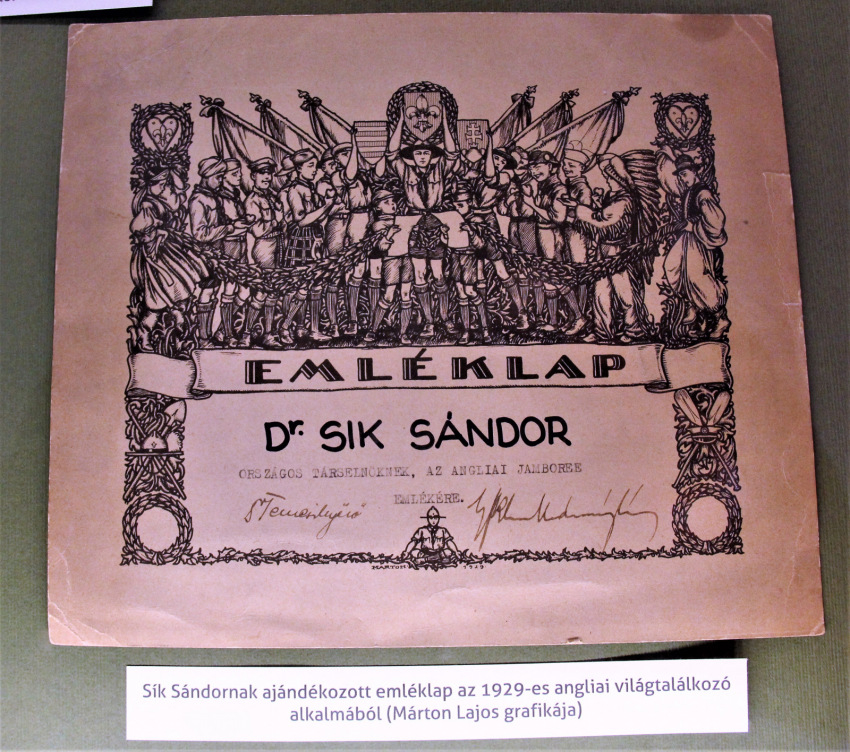 EMLÉKLAP
Dr. SIK SÁNDOR
ORSZÁGOS TÁRSELNÖKNEK, AZ ANGLIAI JAMBOREE
EMLÉKÉRE.
MÁRTON 1929
Sík Sándornak ajándékozott emléklap az 1929-es angliai világtalálkozó
alkalmából (Márton Lajos grafikája)